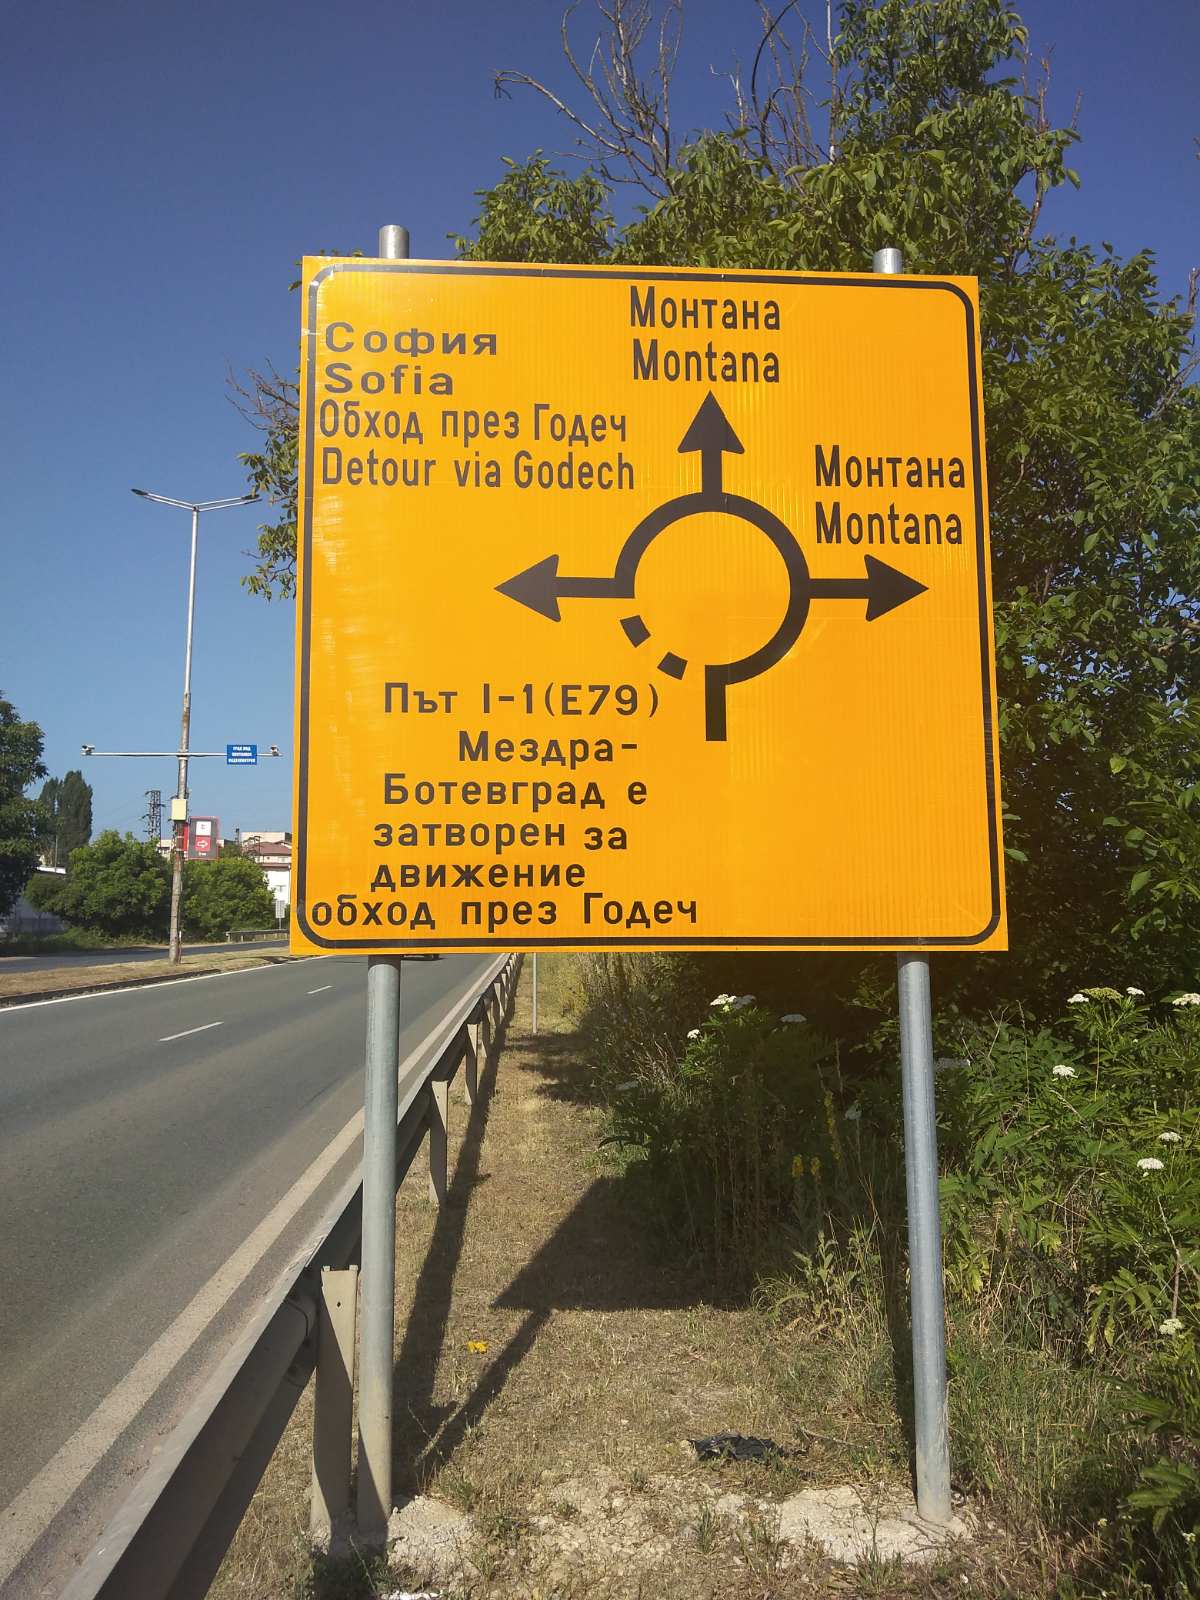 Монтана
Montana
София
Sofia
Обход през Годеч
Detour via Godech
Монтана
Montana
Път I-1(E79)
Мездра-
Ботевград е
затворен за
движение
обход през Годеч